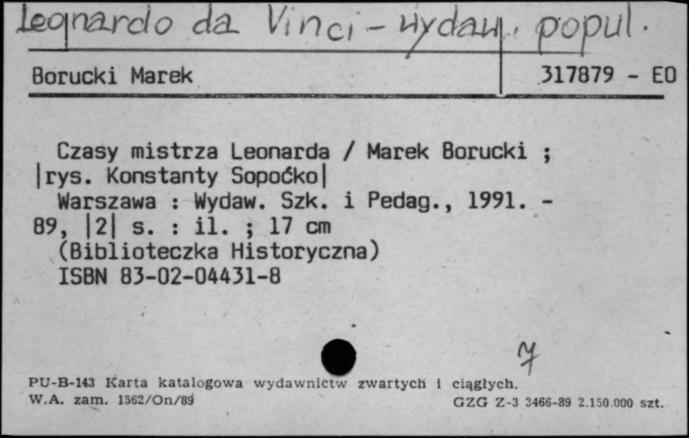 Leonardo da Vinci - wydaw. popul.
Borucki Marek 317879 - EO
Czasy mistrza Leonarda / Marek Borucki ;
|rys. Konstanty Sopoćko|
Warszawa : Wydaw. Szk. i Pedag., 1991. -
89, |2| s. : il. ; 17 cm
(Biblioteczka Historyczna)
ISBN 83-02-04431-8
7
PU-B-143 Karta katalogowa wydawnictw zwartych i ciągłych.
W.A. zam. 1562/On/89 GZG Z-3 3466-89 2.150.000 szt.